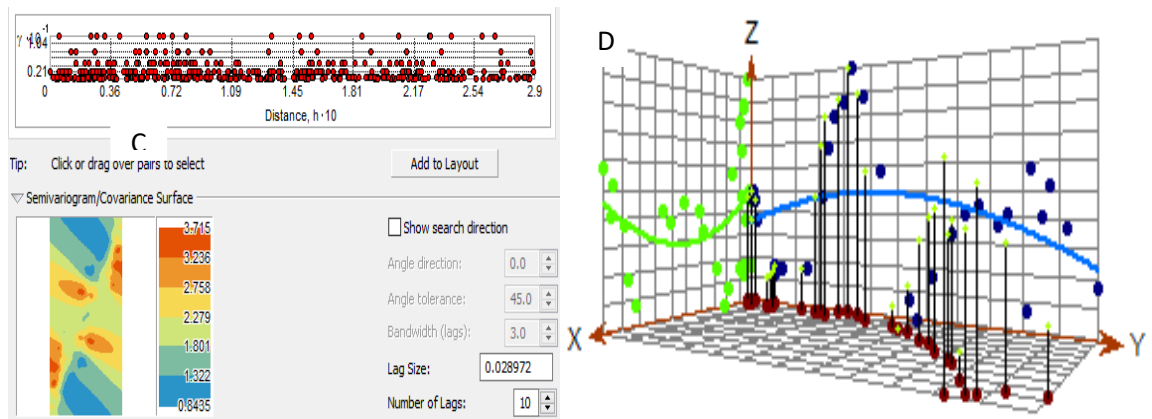 γ · 10⁻¹
1.04
0.21
0 0.36 0.72 1.09 1.45 1.81 2.17 2.54 2.9
Distance, h · 10
C
Tip: Click or drag over pairs to select
Add to Layout
Semivariogram/Covariance Surface
3.715
3.236
2.758
2.279
1.801
1.322
0.8435
Show search direction
Angle direction: 0.0
Angle tolerance: 45.0
Bandwidth (lags): 3.0
Lag Size: 0.028972
Number of Lags: 10
D
Z
X
Y